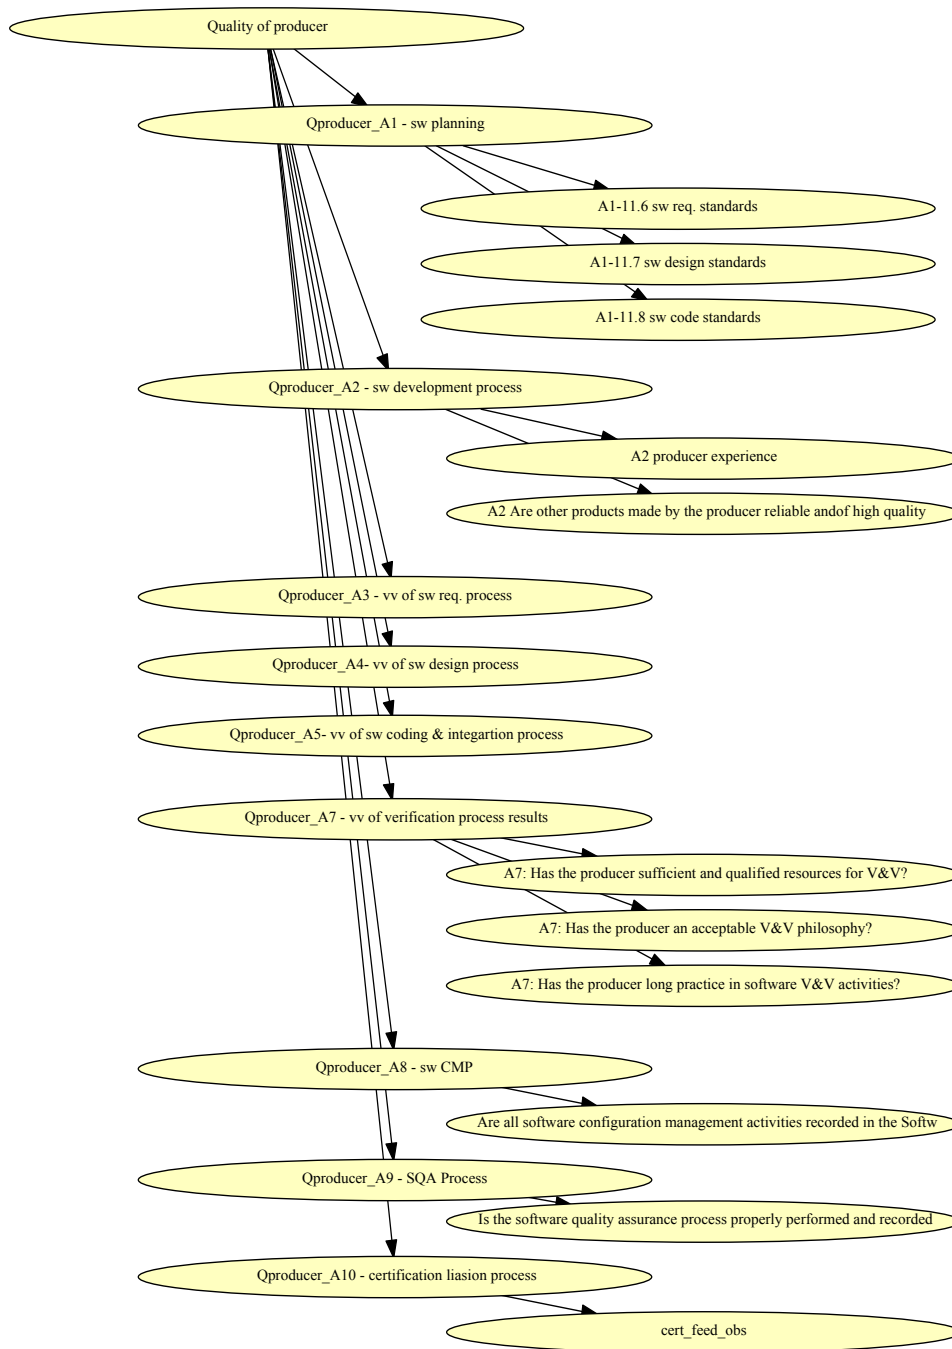 Quality of producer
Qproducer_A1 - sw planning
A1-11.6 sw req. standards
A1-11.7 sw design standards
A1-11.8 sw code standards
Qproducer_A2 - sw development process
A2 producer experience
A2 Are other products made by the producer reliable andof high quality
Qproducer_A3 - vv of sw req. process
Qproducer_A4- vv of sw design process
Qproducer_A5- vv of sw coding & integartion process
Qproducer_A7 - vv of verification process results
A7: Has the producer sufficient and qualified resources for V&V?
A7: Has the producer an acceptable V&V philosophy?
A7: Has the producer long practice in software V&V activities?
Qproducer_A8 - sw CMP
Are all software configuration management activities recorded in the Softw
Qproducer_A9 - SQA Process
Is the software quality assurance process properly performed and recorded
Qproducer_A10 - certification liasion process
cert_feed_obs